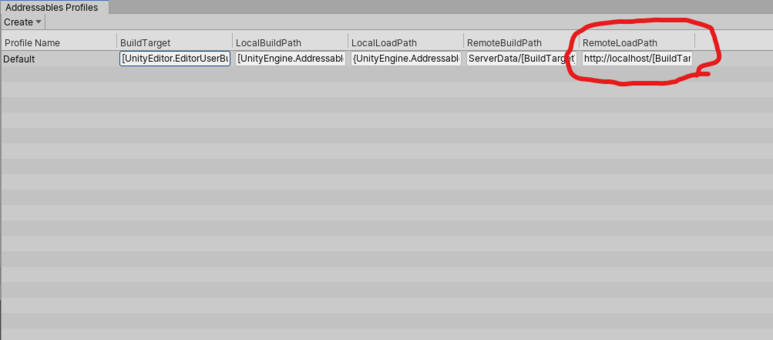 Addressables Profiles
Create
Profile Name BuildTarget LocalBuildPath LocalLoadPath RemoteBuildPath RemoteLoadPath
Default [UnityEditor.EditorUserBu [UnityEngine.Addressabl {UnityEngine.Addressabl ServerData/[BuildTarget http://localhost/[BuildTar